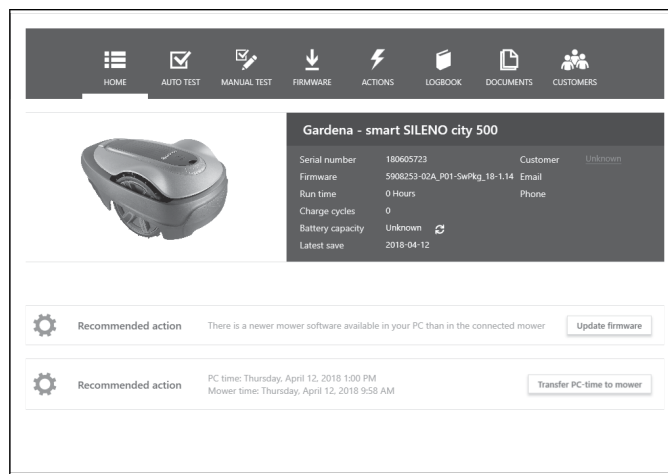 HOME AUTO TEST MANUAL TEST FIRMWARE ACTIONS LOGBOOK DOCUMENTS CUSTOMERS
Gardena - smart SILENO city 500
Serial number 180605723 Customer Unknown
Firmware 5908253-02A_P01-SwPkg_18-1.14 Email
Run time 0 Hours Phone
Charge cycles 0
Battery capacity Unknown
Latest save 2018-04-12
Recommended action There is a newer mower software available in your PC than in the connected mower Update firmware
Recommended action PC time: Thursday, April 12, 2018 1:00 PM
Mower time: Thursday, April 12, 2018 9:58 AM Transfer PC-time to mower